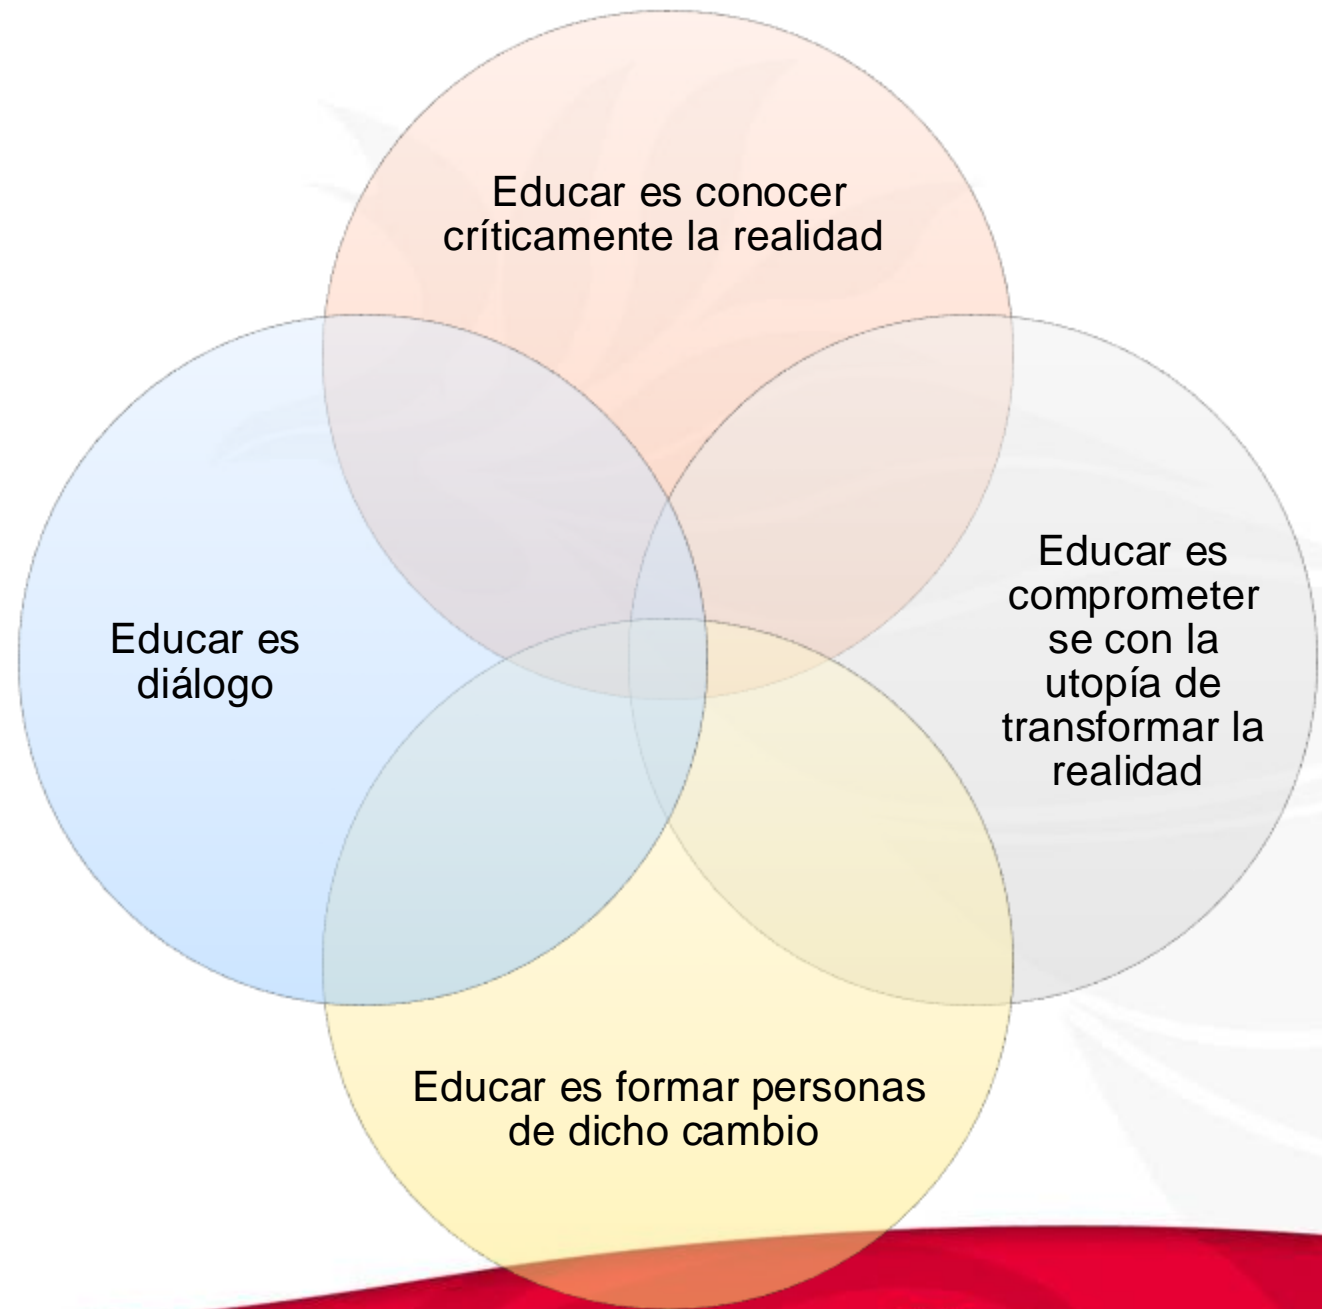 Educar es conocer
críticamente la realidad
Educar es
comprometer
se con la
utopía de
transformar la
realidad
Educar es
diálogo
Educar es formar personas
de dicho cambio